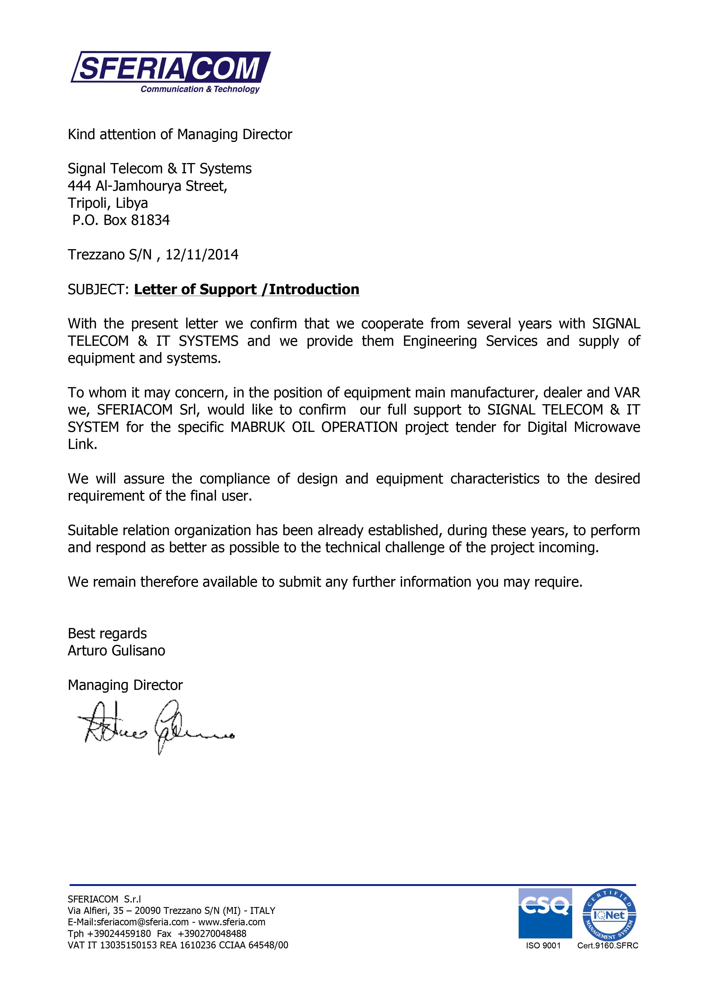 SFERIACOM
Communication & Technology
Kind attention of Managing Director
Signal Telecom & IT Systems
444 Al-Jamhourya Street,
Tripoli, Libya
P.O. Box 81834
Trezzano S/N , 12/11/2014
SUBJECT: Letter of Support /Introduction
With the present letter we confirm that we cooperate from several years with SIGNAL
TELECOM & IT SYSTEMS and we provide them Engineering Services and supply of
equipment and systems.
To whom it may concern, in the position of equipment main manufacturer, dealer and VAR
we, SFERIACOM Srl, would like to confirm  our full support to SIGNAL TELECOM & IT
SYSTEM for the specific MABRUK OIL OPERATION project tender for Digital Microwave
Link.
We will assure the compliance of design and equipment characteristics to the desired
requirement of the final user.
Suitable relation organization has been already established, during these years, to perform
and respond as better as possible to the technical challenge of the project incoming.
We remain therefore available to submit any further information you may require.
Best regards
Arturo Gulisano
Managing Director
Arturo Gulisano
SFERIACOM  S.r.l
Via Alfieri, 35 – 20090 Trezzano S/N (MI) - ITALY
E-Mail:sferiacom@sferia.com - www.sferia.com
Tph +39024459180  Fax  +390270048488
VAT IT 13035150153 REA 1610236 CCIAA 64548/00
CSQ
ISO 9001
CERTIFIED
IQNet
MANAGEMENT SYSTEM
Cert.9160.SFRC